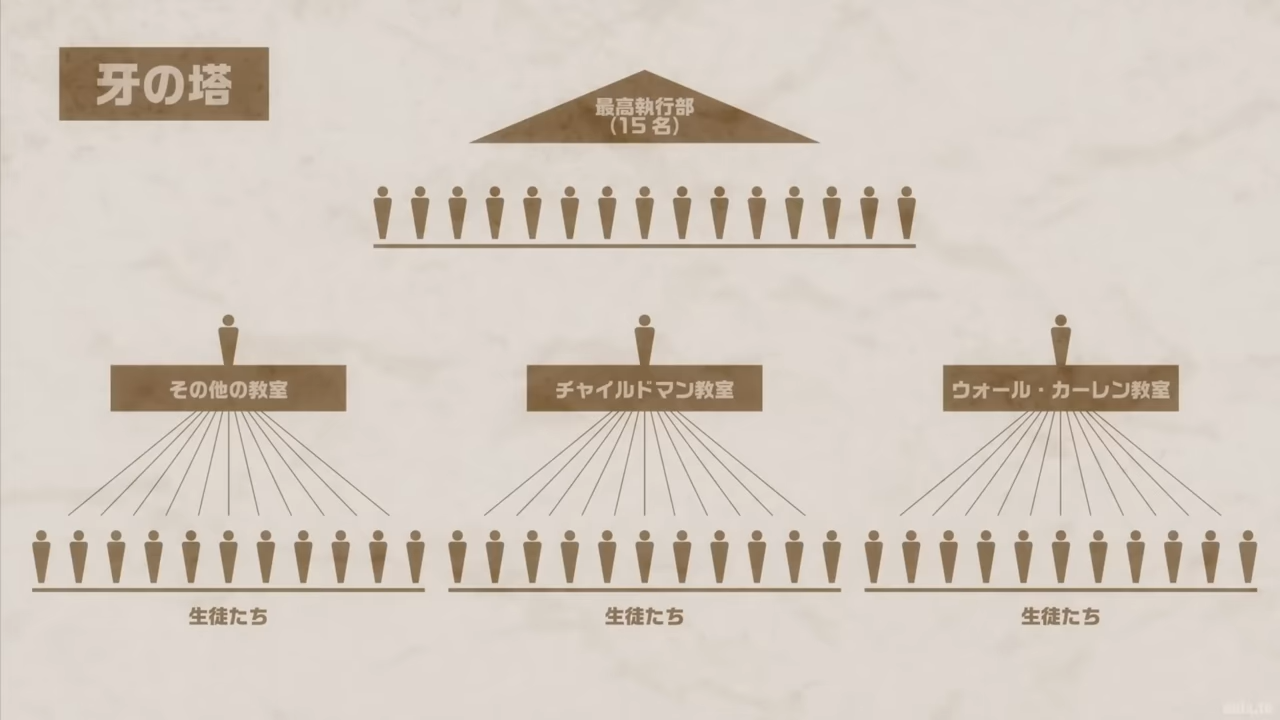 牙の塔
最高執行部
(15名)
その他の教室
チャイルドマン教室
ウォール・カーレン教室
生徒たち
生徒たち
生徒たち